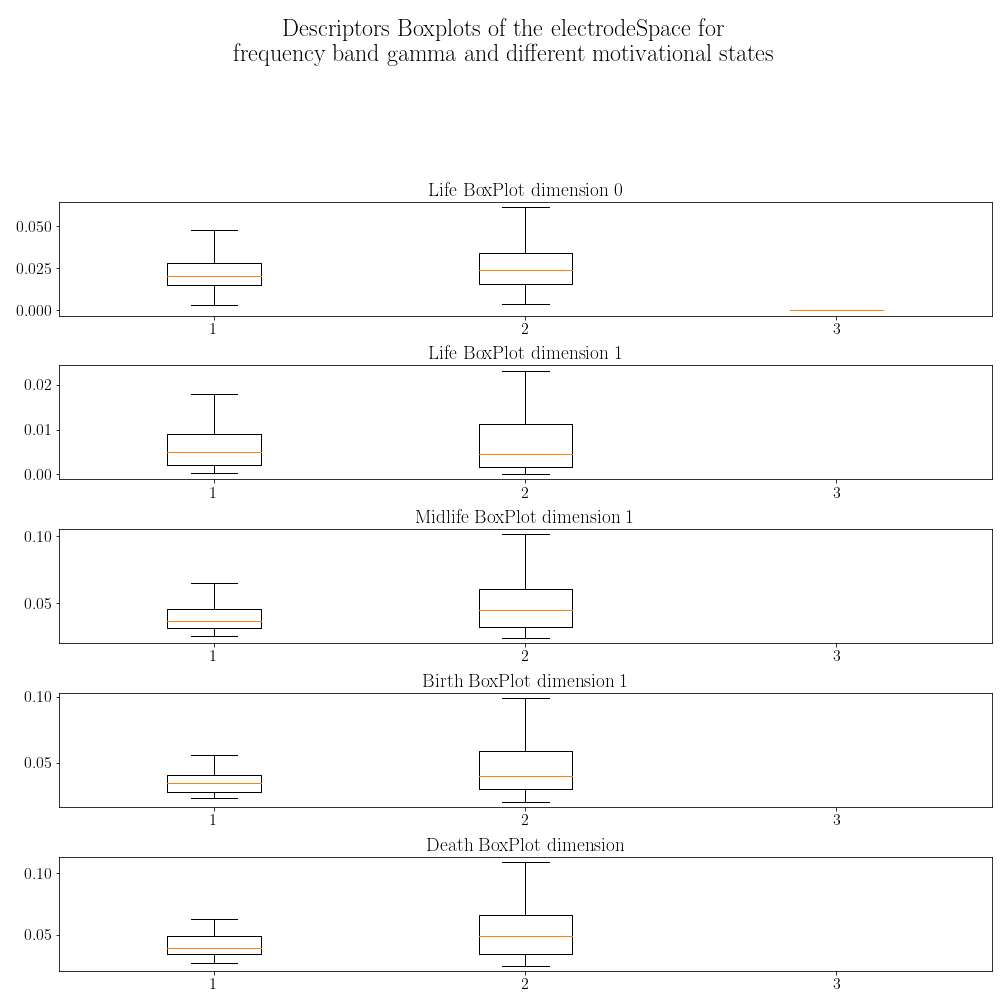 Descriptors Boxplots of the electrodeSpace for
frequency band gamma and different motivational states
Life BoxPlot dimension 0
0.050
0.025
0.000
1 2 3
Life BoxPlot dimension 1
0.02
0.01
0.00
1 2 3
Midlife BoxPlot dimension 1
0.10
0.05
1 2 3
Birth BoxPlot dimension 1
0.10
0.05
1 2 3
Death BoxPlot dimension
0.10
0.05
1 2 3